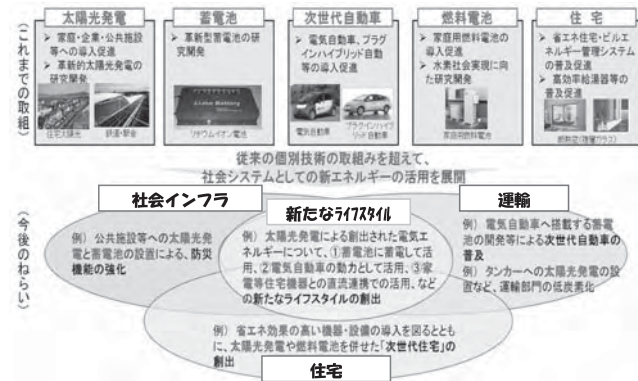 太陽光発電
➢ 家庭・企業・公共施設
等への導入促進
➢ 革新的太陽光発電の
研究開発
住宅太陽光
鉄道・駅舎
蓄電池
➢ 革新型蓄電池の研
究開発
リチウムイオン電池
次世代自動車
➢ 電気自動車、プラグ
インハイブリッド自動
等の導入促進
電気自動車
プラグインハイブ
リッド自動車
燃料電池
➢ 家庭用燃料電池の
導入促進
➢ 水素社会実現に向
た研究開発
家庭用燃料電池
住 宅
➢ 省エネ住宅・ビルエ
ネルギー管理システム
の普及促進
➢ 高効率給湯器等の
普及促進
断熱窓(複層ガラス)
(これまでの取組)
従来の個別技術の取組みを超えて、
社会システムとしての新エネルギーの活用を展開
(今後のねらい)
社会インフラ
例) 公共施設等への太陽光発
電と蓄電池の設置による、防災
機能の強化
新たなライフスタイル
例) 太陽光発電による創出された電気エ
ネルギーについて、①蓄電池に蓄電して活
用、②電気自動車の動力として活用、③家
電等住宅機器との直流連携での活用、など
の新たなライフスタイルの創出
運輸
例) 電気自動車へ搭載する蓄電
池の開発等による次世代自動車の
普及
例) タンカーへの太陽光発電の設
置など、運輸部門の低炭素化
例) 省エネ効果の高い機器・設備の導入を図るととも
に、太陽光発電や燃料電池を併せた「次世代住宅」の
創出
住宅